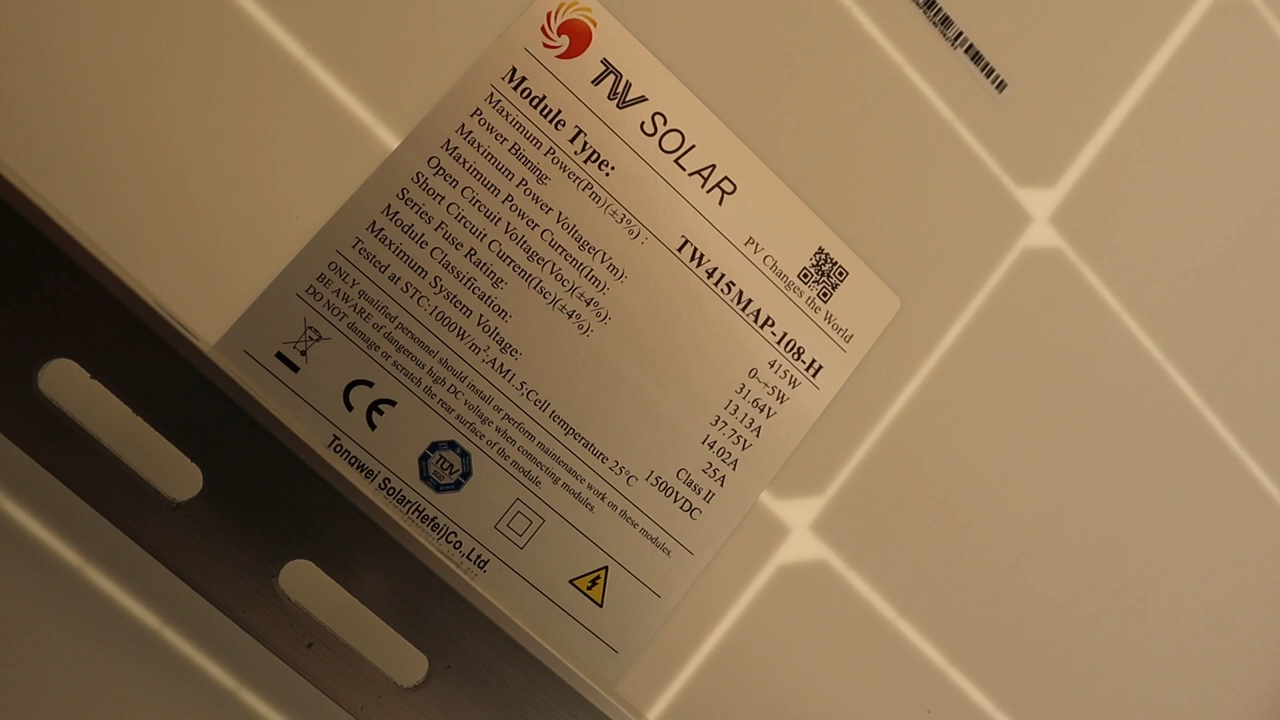 TW SOLAR
PV Changes the World
Module Type: TW415MAP-108-H
Maximum Power(Pm)(±3%) : 415W
Power Binning: 0~+5W
Maximum Power Voltage(Vm): 31.64V
Maximum Power Current(Im): 13.13A
Open Circuit Voltage(Voc)(±4%): 37.75V
Short Circuit Current(Isc)(±4%): 14.02A
Series Fuse Rating: 25A
Module Classification: Class II
Maximum System Voltage: 1500VDC
Tested at STC:1000W/m²,AM1.5;Cell temperature 25°C
ONLY qualified personnel should install or perform maintenance work on these modules.
BE AWARE of dangerous high DC voltage when connecting modules.
DO NOT damage or scratch the rear surface of the module.
CE
TÜV
SÜD
Tongwei Solar(Hefei)Co.,Ltd.